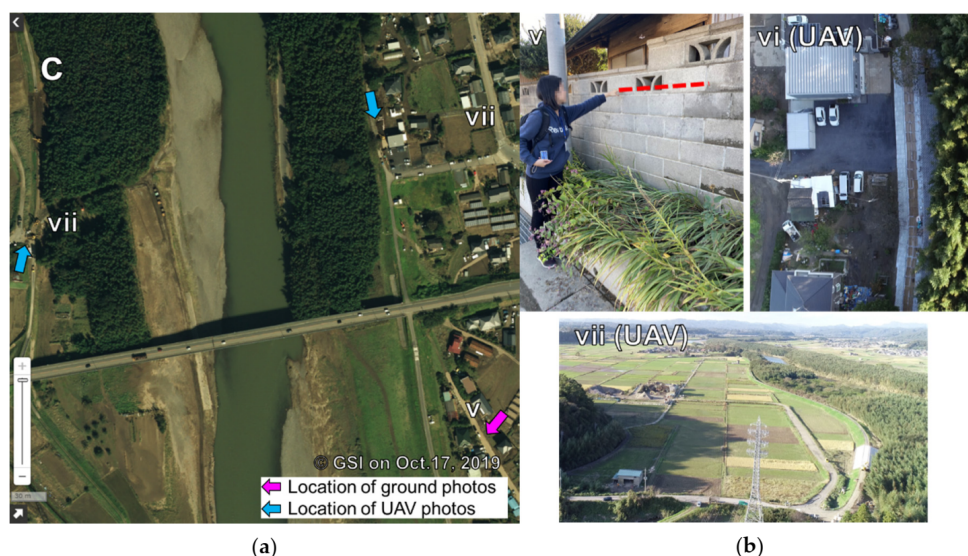 C
vii
vii
v
© GSI on Oct.17, 2019
Location of ground photos
Location of UAV photos
v
vi (UAV)
vii (UAV)
(a)
(b)